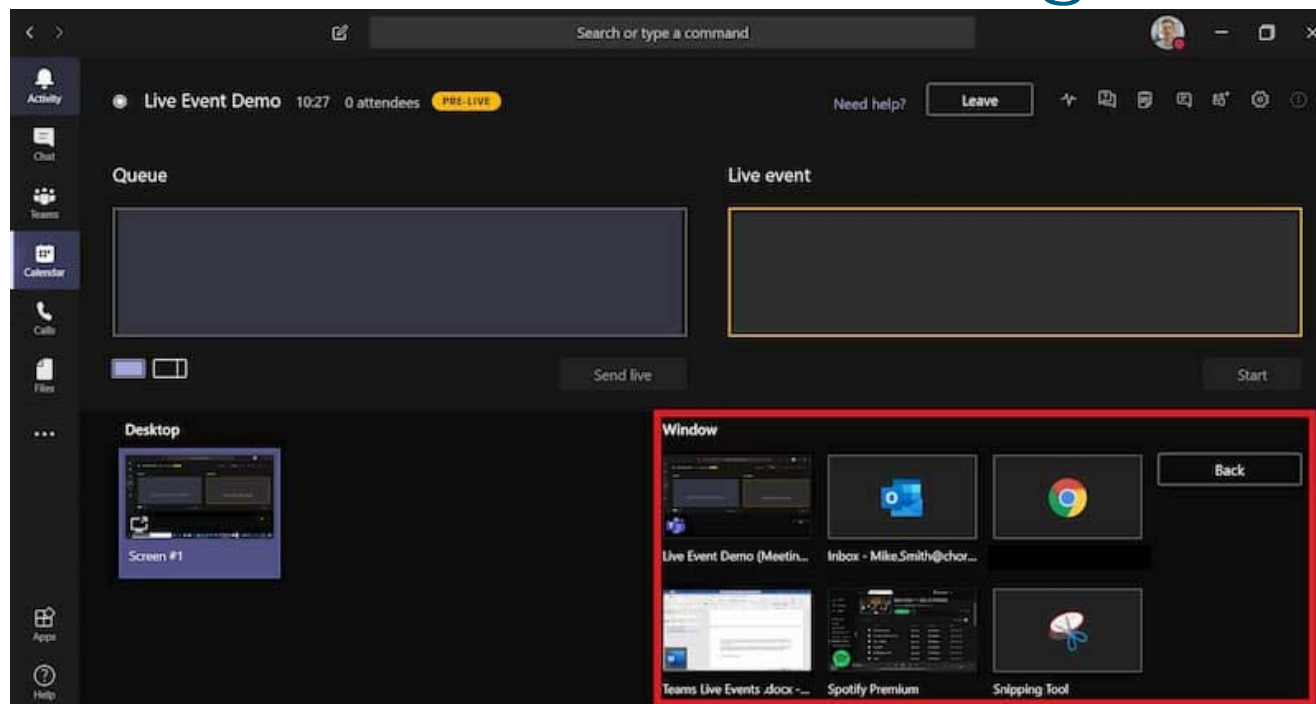 Search or type a command
Activity
Chat
Teams
Calendar
Calls
Files
Apps
Help
Live Event Demo 10:27 0 attendees PRE-LIVE
Need help? Leave
Queue
Live event
Send live
Start
Desktop
Screen #1
Window
Back
Live Event Demo (Meetin...
Inbox - Mike.Smith@chor...
Teams Live Events .docx -...
Spotify Premium
Snipping Tool